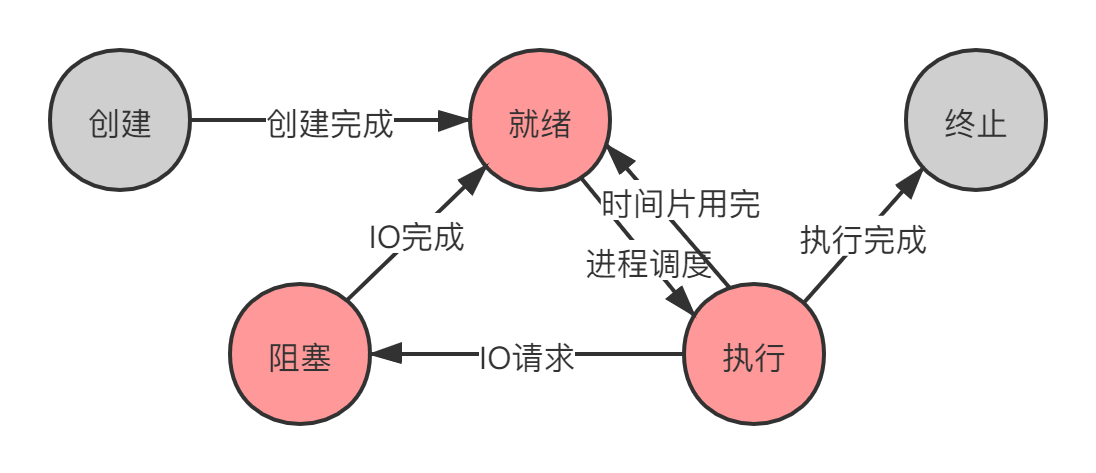 创建
创建完成
就绪
终止
时间片用完
IO完成
执行完成
进程调度
阻塞
IO请求
执行